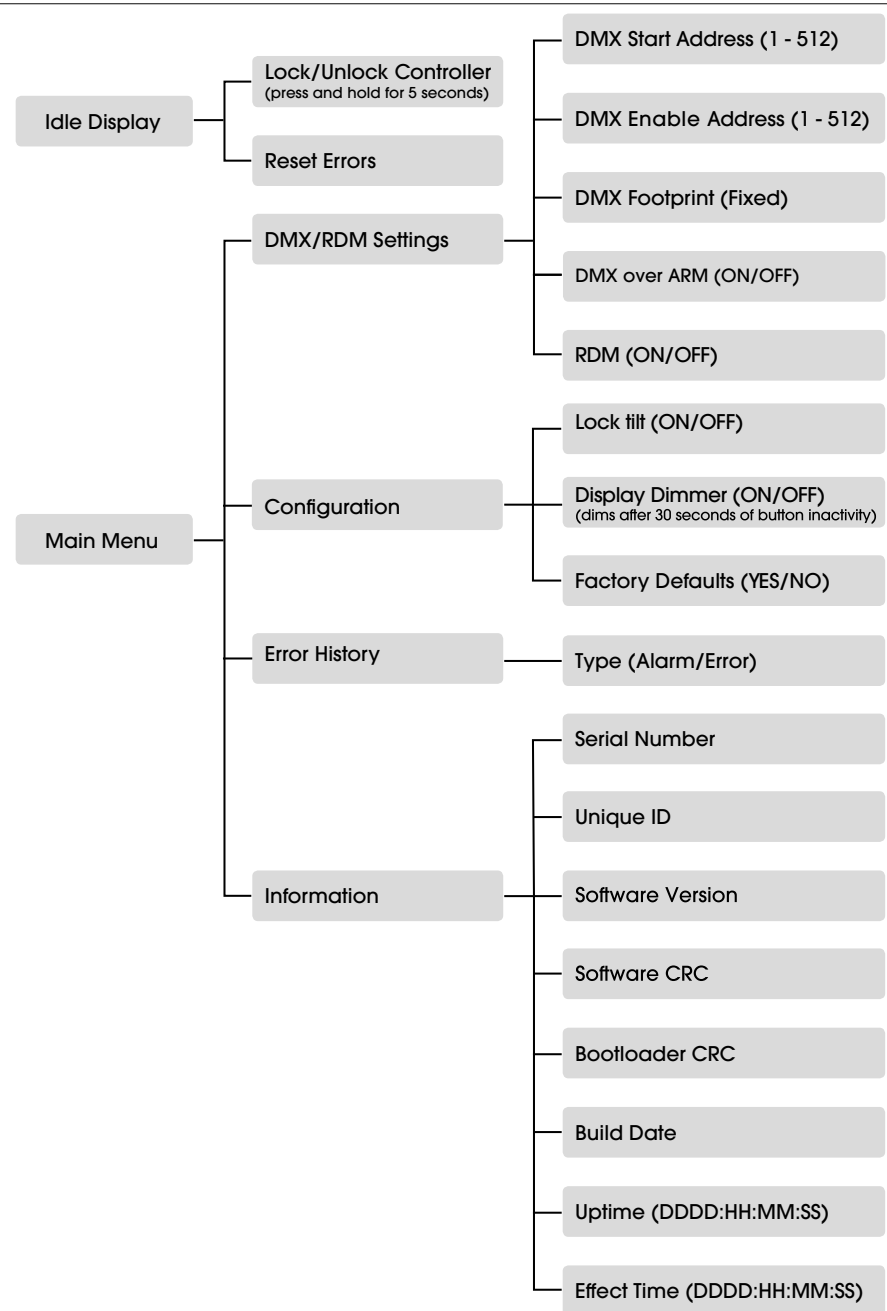 Idle Display
Lock/Unlock Controller
(press and hold for 5 seconds)
Reset Errors
Main Menu
DMX/RDM Settings
DMX Start Address (1 - 512)
DMX Enable Address (1 - 512)
DMX Footprint (Fixed)
DMX over ARM (ON/OFF)
RDM (ON/OFF)
Configuration
Lock tilt (ON/OFF)
Display Dimmer (ON/OFF)
(dims after 30 seconds of button inactivity)
Factory Defaults (YES/NO)
Error History
Type (Alarm/Error)
Information
Serial Number
Unique ID
Software Version
Software CRC
Bootloader CRC
Build Date
Uptime (DDDD:HH:MM:SS)
Effect Time (DDDD:HH:MM:SS)